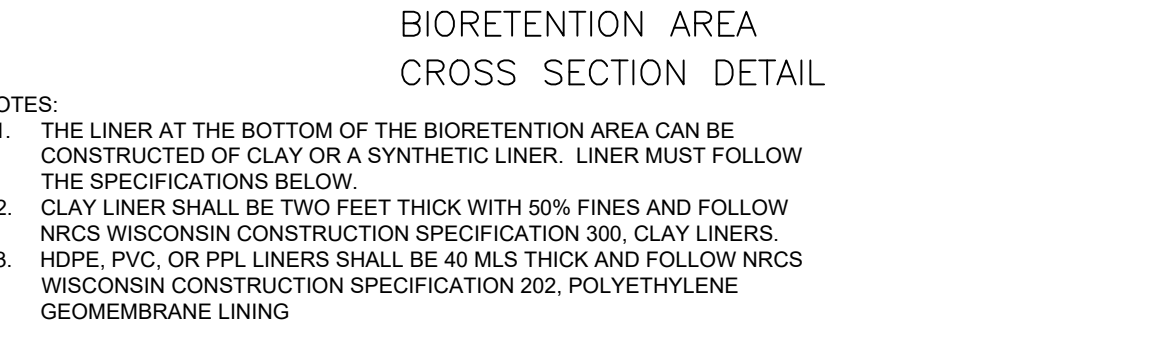 BIORETENTION AREA
CROSS SECTION DETAIL
OTES:
1. THE LINER AT THE BOTTOM OF THE BIORETENTION AREA CAN BE
CONSTRUCTED OF CLAY OR A SYNTHETIC LINER. LINER MUST FOLLOW
THE SPECIFICATIONS BELOW.
2. CLAY LINER SHALL BE TWO FEET THICK WITH 50% FINES AND FOLLOW
NRCS WISCONSIN CONSTRUCTION SPECIFICATION 300, CLAY LINERS.
3. HDPE, PVC, OR PPL LINERS SHALL BE 40 MLS THICK AND FOLLOW NRCS
WISCONSIN CONSTRUCTION SPECIFICATION 202, POLYETHYLENE
GEOMEMBRANE LINING